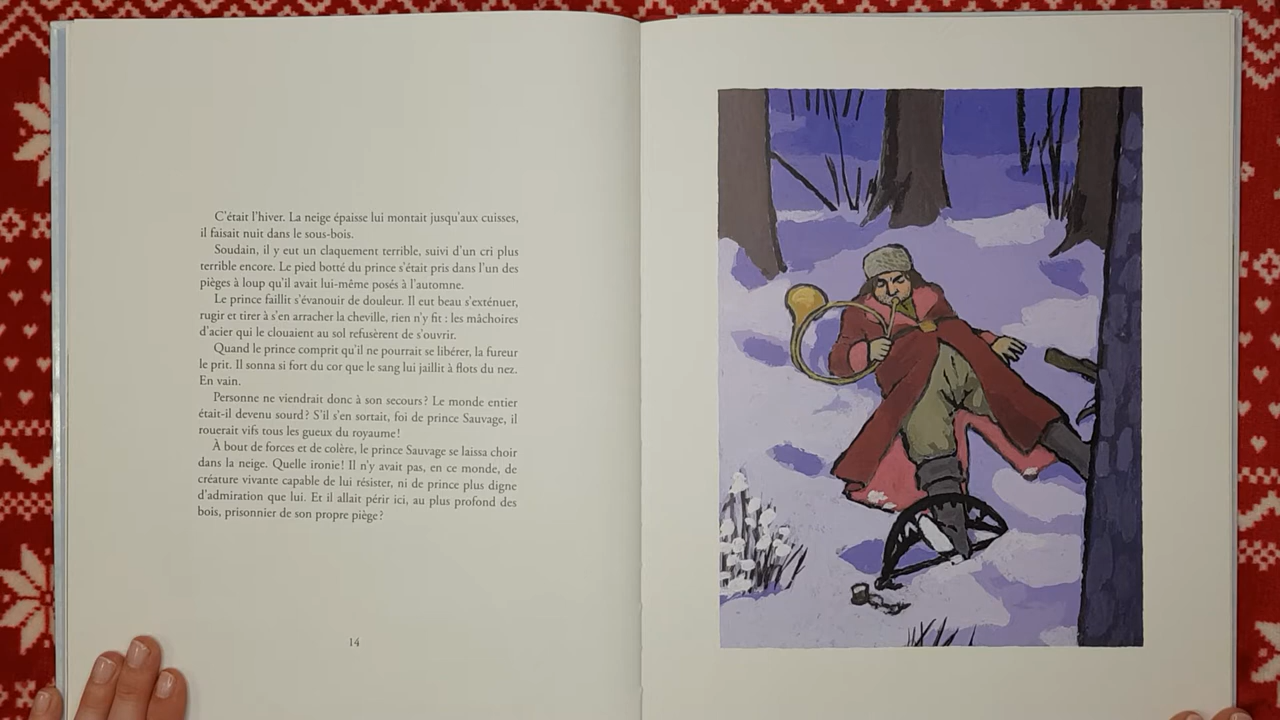 C'était l'hiver. La neige épaisse lui montait jusqu'aux cuisses,
il faisait nuit dans le sous-bois.
Soudain, il y eut un claquement terrible, suivi d'un cri plus
terrible encore. Le pied botté du prince s'était pris dans l'un des
pièges à loup qu'il avait lui-même posés à l'automne.
Le prince faillit s'évanouir de douleur. Il eut beau s'exténuer,
rugir et tirer à s'en arracher la cheville, rien n'y fit : les mâchoires
d'acier qui le clouaient au sol refusèrent de s'ouvrir.
Quand le prince comprit qu'il ne pourrait se libérer, la fureur
le prit. Il sonna si fort du cor que le sang lui jaillit à flots du nez.
En vain.
Personne ne viendrait donc à son secours ? Le monde entier
était-il devenu sourd ? S'il s'en sortait, foi de prince Sauvage, il
rouerait vifs tous les gueux du royaume !
À bout de forces et de colère, le prince Sauvage se laissa choir
dans la neige. Quelle ironie ! Il n'y avait pas, en ce monde, de
créature vivante capable de lui résister, ni de prince plus digne
d'admiration que lui. Et il allait périr ici, au plus profond des
bois, prisonnier de son propre piège ?
14